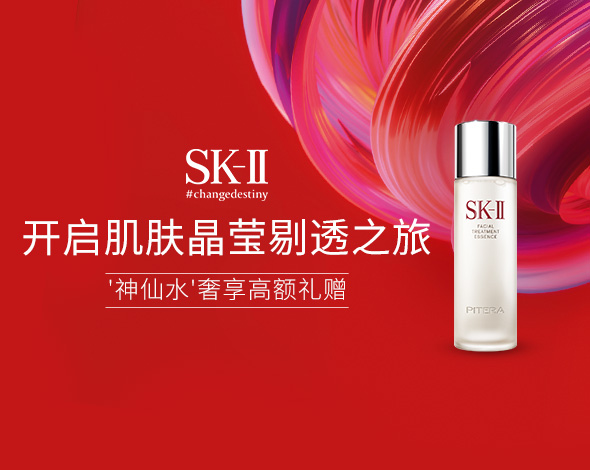 SK-II
#changedestiny
开启肌肤晶莹剔透之旅
'神仙水'奢享高额礼赠
SK-II
FACIAL
TREATMENT
ESSENCE
PITERA